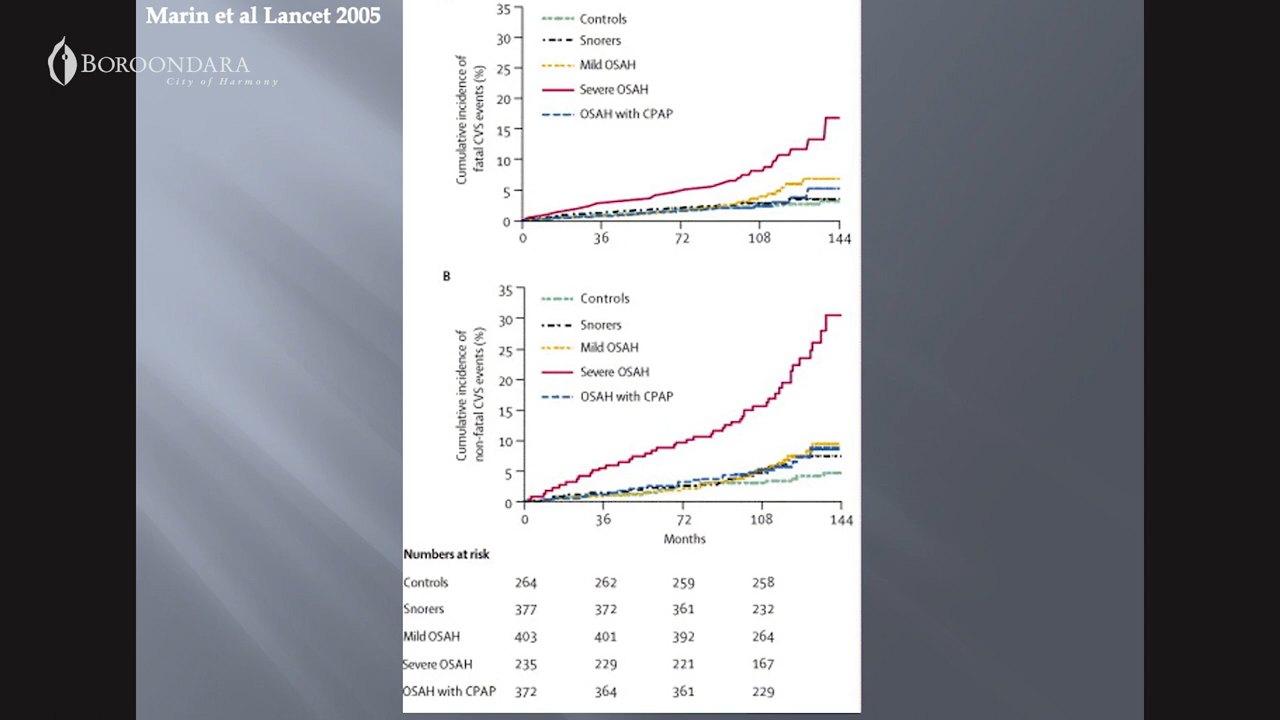 Marin et al Lancet 2005
BOROONDARA
City of Harmony
Cumulative incidence of
fatal CVS events (%)
35
30
25
20
15
10
5
0
Controls
Snorers
Mild OSAH
Severe OSAH
OSAH with CPAP
0 36 72 108 144
B
Cumulative incidence of
non-fatal CVS events (%)
35
30
25
20
15
10
5
0
Controls
Snorers
Mild OSAH
Severe OSAH
OSAH with CPAP
0 36 72 108 144
Months
Numbers at risk
Controls 264 262 259 258
Snorers 377 372 361 232
Mild OSAH 403 401 392 264
Severe OSAH 235 229 221 167
OSAH with CPAP 372 364 361 229